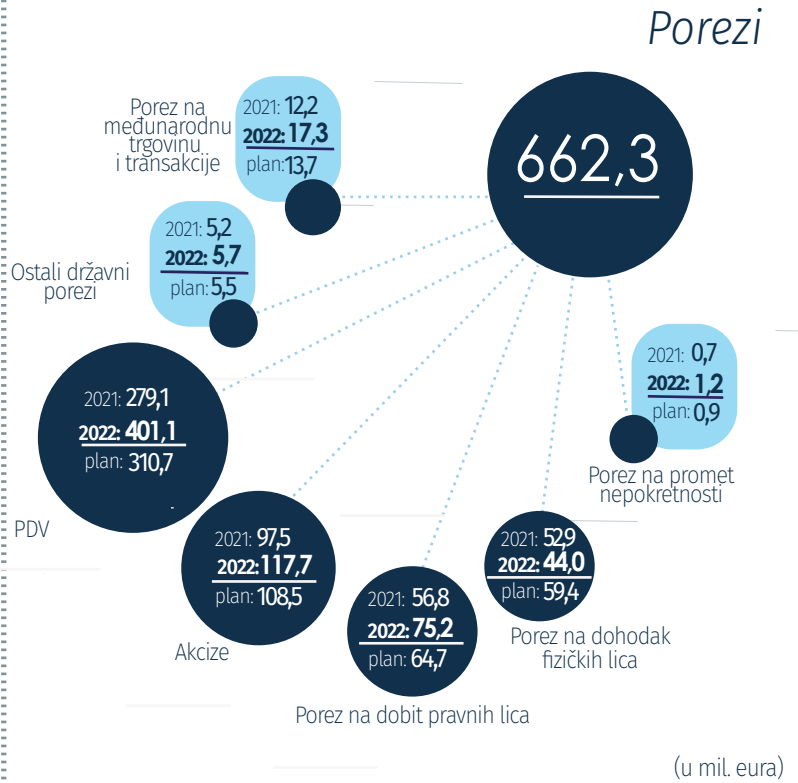 Porezi
662,3
Porez na
međunarodnu
trgovinu
i transakcije
2021: 12,2
2022: 17,3
plan:13,7
Ostali državni
porezi
2021: 5,2
2022: 5,7
plan: 5,5
2021: 279,1
2022: 401,1
plan: 310,7
PDV
2021: 97,5
2022:117,7
plan: 108,5
Akcize
2021: 56,8
2022: 75,2
plan: 64,7
Porez na dobit pravnih lica
2021: 52,9
2022: 44,0
plan: 59,4
Porez na dohodak
fizičkih lica
2021: 0,7
2022: 1,2
plan: 0,9
Porez na promet
nepokretnosti
(u mil. eura)